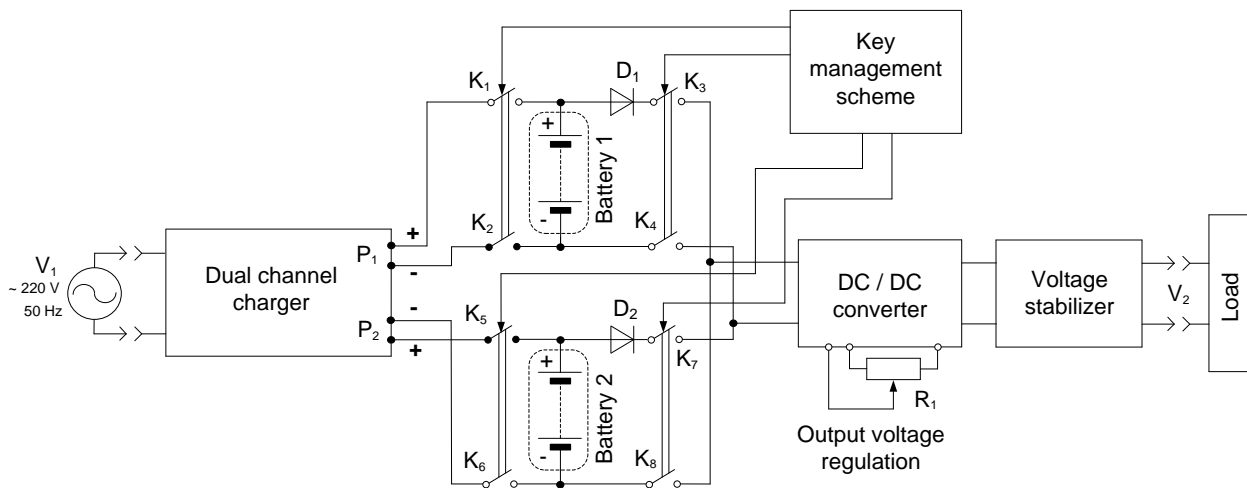 Key
management
scheme
K1
D1
K3
+
Battery 1
-
K2
K4
+
P1
-
V1
~ 220 V
50 Hz
Dual channel
charger
-
P2
+
K5
D2
K7
+
Battery 2
-
K6
K8
DC / DC
converter
Voltage
stabilizer
V2
Load
R1
Output voltage
regulation